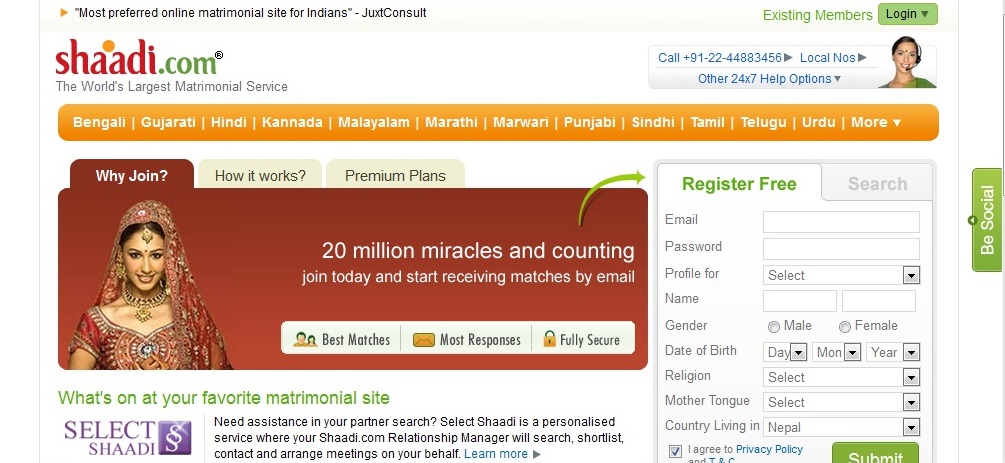 "Most preferred online matrimonial site for Indians" - JuxtConsult
Existing Members Login
shaadi.com®
The World's Largest Matrimonial Service
Call +91-22-44883456 Local Nos
Other 24x7 Help Options
Bengali | Gujarati | Hindi | Kannada | Malayalam | Marathi | Marwari | Punjabi | Sindhi | Tamil | Telugu | Urdu | More
Why Join? How it works? Premium Plans
20 million miracles and counting
join today and start receiving matches by email
Best Matches Most Responses Fully Secure
Register Free Search
Email
Password
Profile for Select
Name
Gender Male Female
Date of Birth Day Mon Year
Religion Select
Mother Tongue Select
Country Living in Nepal
I agree to Privacy Policy
and T & C
Submit
Be Social
What's on at your favorite matrimonial site
SELECT
SHAADI
Need assistance in your partner search? Select Shaadi is a personalised
service where your Shaadi.com Relationship Manager will search, shortlist,
contact and arrange meetings on your behalf. Learn more